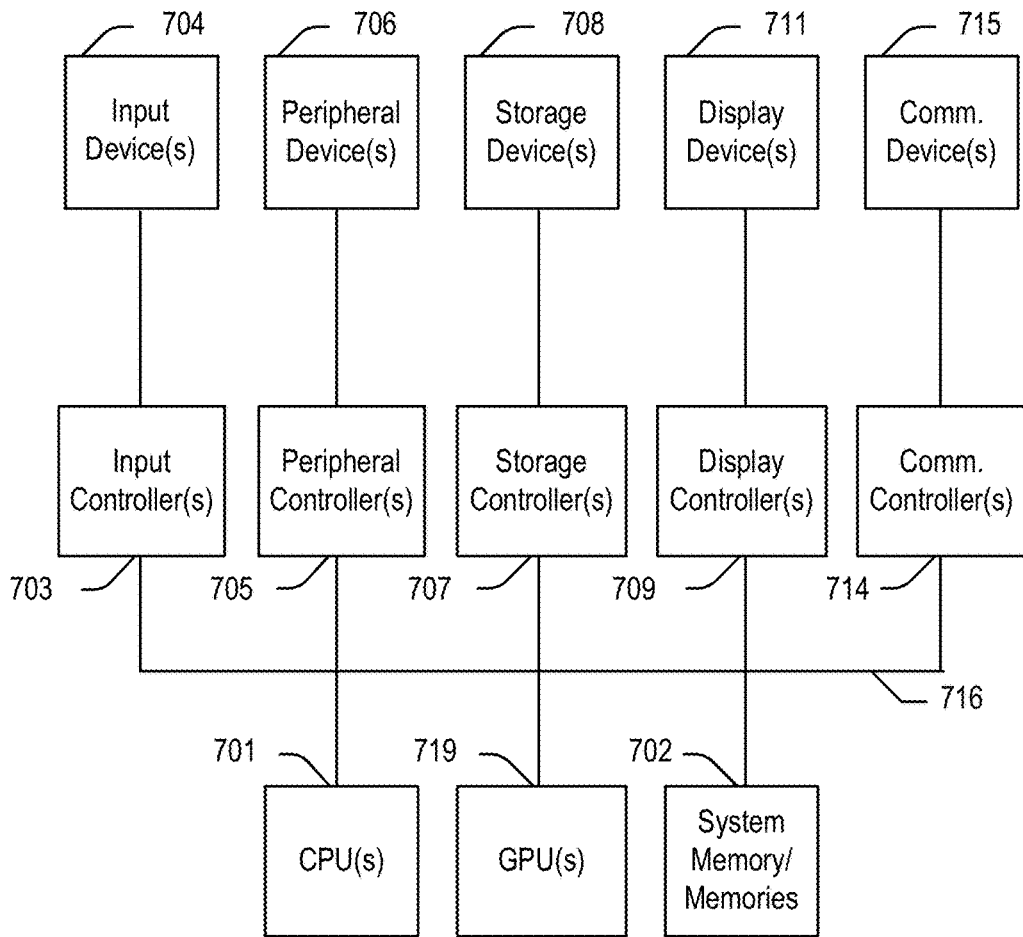 704
706
708
711
715
Input
Device(s)
Peripheral
Device(s)
Storage
Device(s)
Display
Device(s)
Comm.
Device(s)
Input
Controller(s)
Peripheral
Controller(s)
Storage
Controller(s)
Display
Controller(s)
Comm.
Controller(s)
703
705
707
709
714
716
701
719
702
CPU(s)
GPU(s)
System
Memory/
Memories